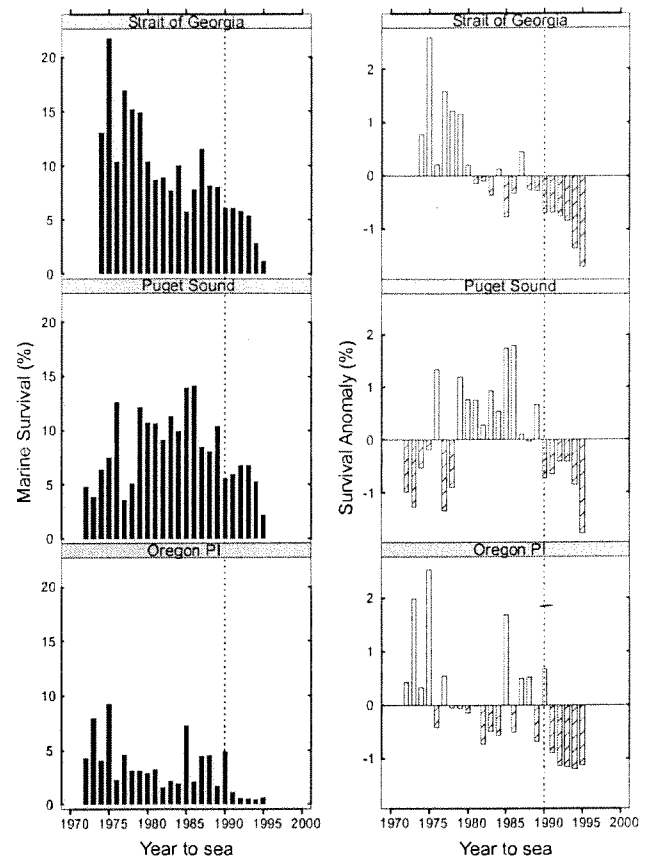 Strait of Georgia
20
15
10
5
0
Puget Sound
20
15
10
5
0
Oregon PI
20
15
10
5
0
Marine Survival (%)
1970 1975 1980 1985 1990 1995 2000
Year to sea
Strait of Georgia
2
1
0
-1
Puget Sound
2
1
0
-1
Oregon PI
2
1
0
-1
Survival Anomaly (%)
1970 1975 1980 1985 1990 1995 2000
Year to sea